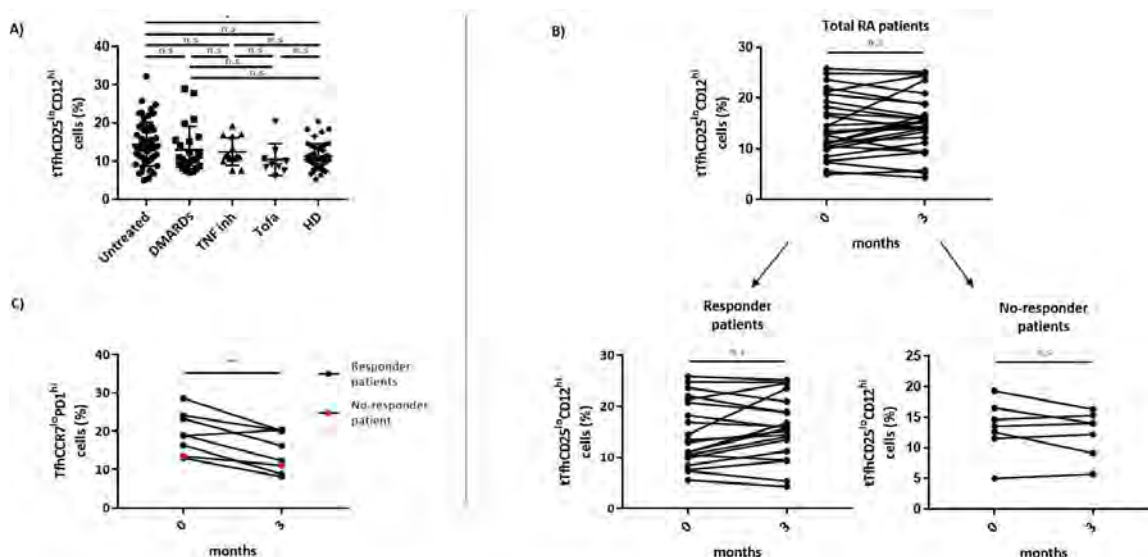 A)
n.s
n.s
n.s
n.s n.s n.s n.s
n.s
n.s
tTfhCD25loCD12hi
cells (%)
40
30
20
10
0
Untreated
DMARDs
TNF inh
Tofa
HD
B)
Total RA patients
n.s
tTfhCD25loCD12hi
cells (%)
30
20
10
0
0
3
months
Responder
patients
n.s
tTfhCD25loCD12hi
cells (%)
30
20
10
0
0
3
months
No-responder
patients
n.s
tTfhCD25loCD12hi
cells (%)
25
20
15
10
5
0
0
3
months
C)
TfhCCR7loPD1hi
cells (%)
40
30
20
10
0
0
3
months
Responder
patients
No-responder
patient